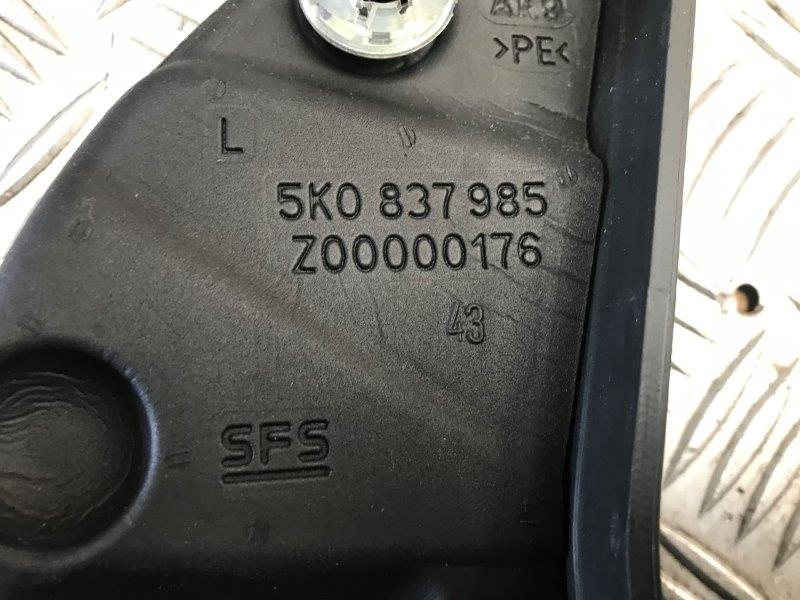 >PE<
L
5K0 837 985
Z00000176
43
SFS